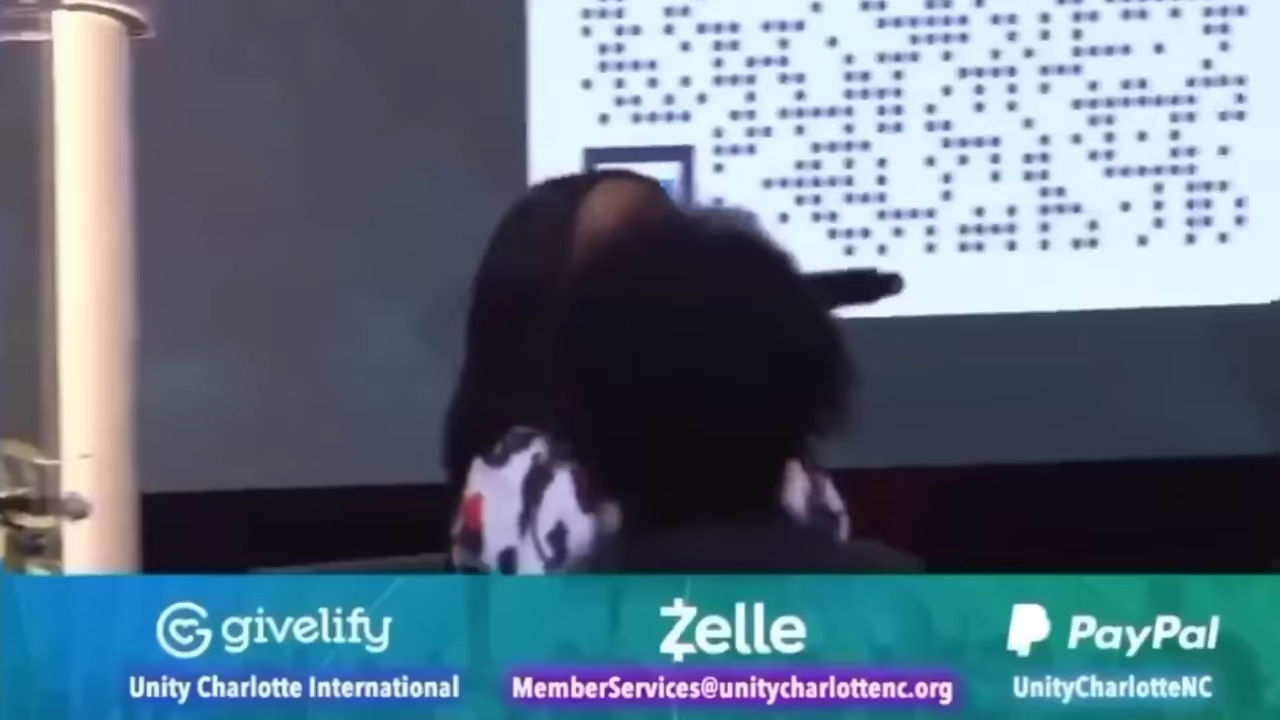 givelify
Zelle
PayPal
Unity Charlotte International
MemberServices@unitycharlottenc.org
UnityCharlotteNC